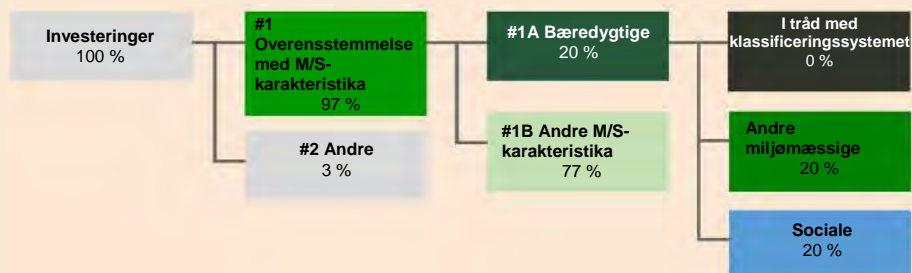 Investeringer
100 %
#1
Overensstemmelse
med M/S-
karakteristika
97 %
#2 Andre
3 %
#1A Bæredygtige
20 %
#1B Andre M/S-
karakteristika
77 %
I tråd med
klassificeringssystemet
0 %
Andre
miljømæssige
20 %
Sociale
20 %